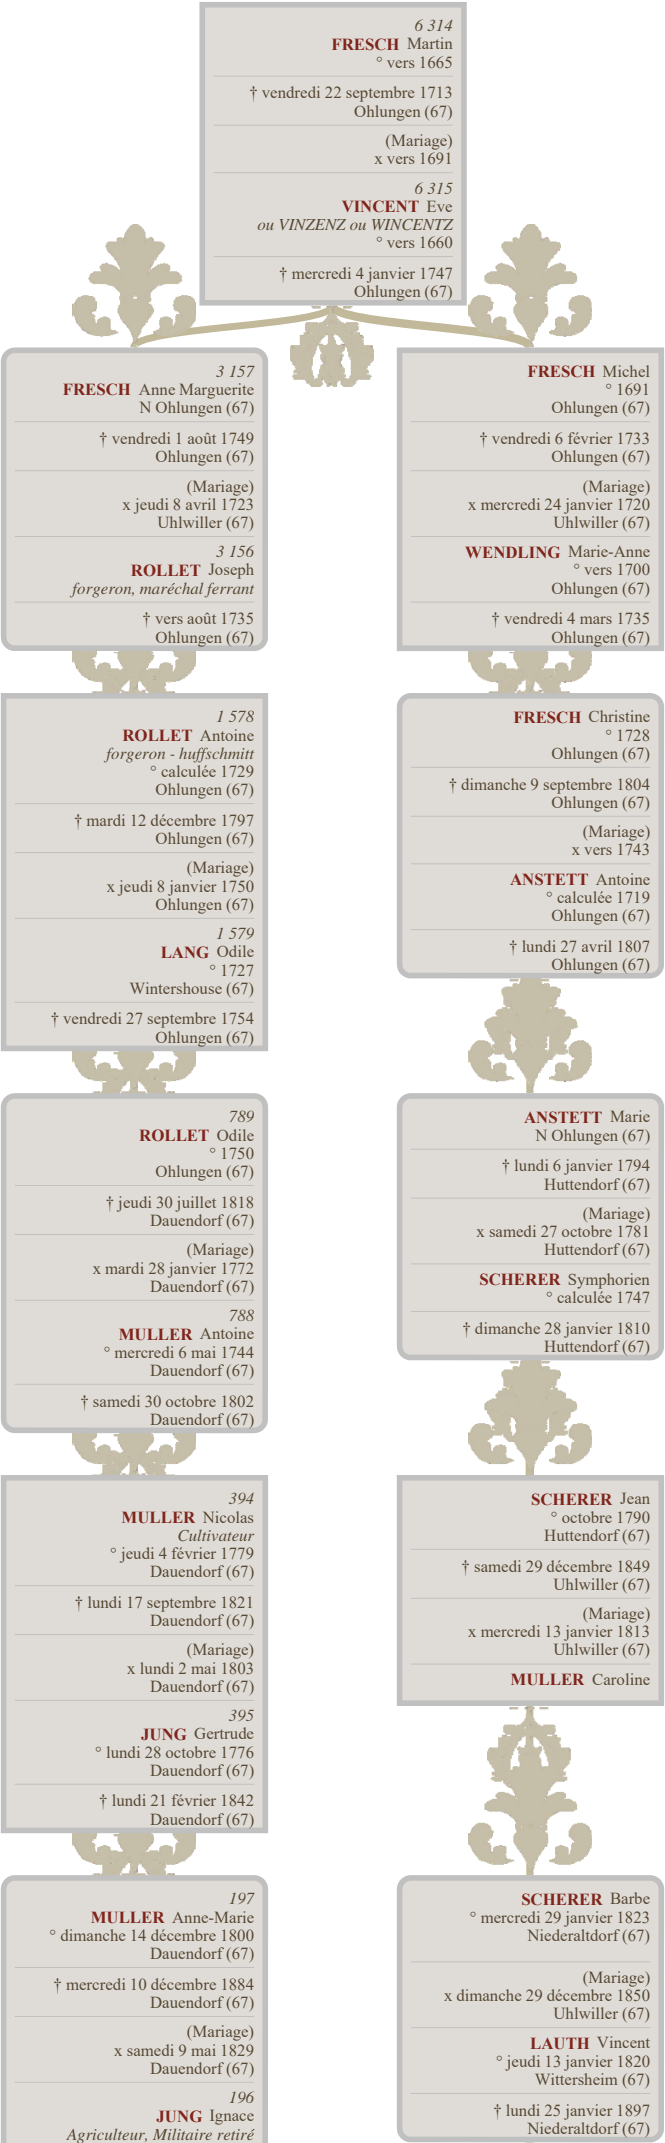 6 314
FRESCH Martin
° vers 1665
† vendredi 22 septembre 1713
Ohlungen (67)
(Mariage)
x vers 1691
6 315
VINCENT Eve
ou VINZENZ ou WINCENTZ
° vers 1660
† mercredi 4 janvier 1747
Ohlungen (67)
3 157
FRESCH Anne Marguerite
N Ohlungen (67)
† vendredi 1 août 1749
Ohlungen (67)
(Mariage)
x jeudi 8 avril 1723
Uhlwiller (67)
3 156
ROLLET Joseph
forgeron, maréchal ferrant
† vers août 1735
Ohlungen (67)
1 578
ROLLET Antoine
forgeron - huffschmitt
° calculée 1729
Ohlungen (67)
† mardi 12 décembre 1797
Ohlungen (67)
(Mariage)
x jeudi 8 janvier 1750
Ohlungen (67)
1 579
LANG Odile
° 1727
Wintershouse (67)
† vendredi 27 septembre 1754
Ohlungen (67)
789
ROLLET Odile
° 1750
Ohlungen (67)
† jeudi 30 juillet 1818
Dauendorf (67)
(Mariage)
x mardi 28 janvier 1772
Dauendorf (67)
788
MULLER Antoine
° mercredi 6 mai 1744
Dauendorf (67)
† samedi 30 octobre 1802
Dauendorf (67)
394
MULLER Nicolas
Cultivateur
° jeudi 4 février 1779
Dauendorf (67)
† lundi 17 septembre 1821
Dauendorf (67)
(Mariage)
x lundi 2 mai 1803
Dauendorf (67)
395
JUNG Gertrude
° lundi 28 octobre 1776
Dauendorf (67)
† lundi 21 février 1842
Dauendorf (67)
197
MULLER Anne-Marie
° dimanche 14 décembre 1800
Dauendorf (67)
† mercredi 10 décembre 1884
Dauendorf (67)
(Mariage)
x samedi 9 mai 1829
Dauendorf (67)
196
JUNG Ignace
Agriculteur, Militaire retiré
FRESCH Michel
° 1691
Ohlungen (67)
† vendredi 6 février 1733
Ohlungen (67)
(Mariage)
x mercredi 24 janvier 1720
Uhlwiller (67)
WENDLING Marie-Anne
° vers 1700
Ohlungen (67)
† vendredi 4 mars 1735
Ohlungen (67)
FRESCH Christine
° 1728
Ohlungen (67)
† dimanche 9 septembre 1804
Ohlungen (67)
(Mariage)
x vers 1743
ANSTETT Antoine
° calculée 1719
Ohlungen (67)
† lundi 27 avril 1807
Ohlungen (67)
ANSTETT Marie
N Ohlungen (67)
† lundi 6 janvier 1794
Huttendorf (67)
(Mariage)
x samedi 27 octobre 1781
Huttendorf (67)
SCHERER Symphorien
° calculée 1747
† dimanche 28 janvier 1810
Huttendorf (67)
SCHERER Jean
° octobre 1790
Huttendorf (67)
† samedi 29 décembre 1849
Uhlwiller (67)
(Mariage)
x mercredi 13 janvier 1813
Uhlwiller (67)
MULLER Caroline
SCHERER Barbe
° mercredi 29 janvier 1823
Niederaltdorf (67)
(Mariage)
x dimanche 29 décembre 1850
Uhlwiller (67)
LAUTH Vincent
° jeudi 13 janvier 1820
Wittersheim (67)
† lundi 25 janvier 1897
Niederaltdorf (67)